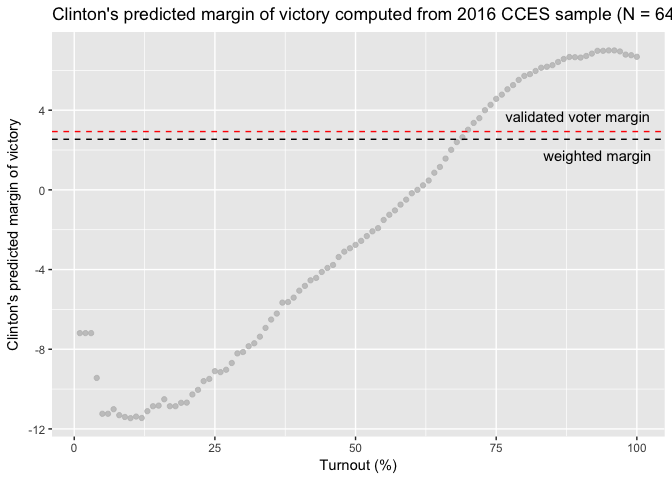 Clinton's predicted margin of victory computed from 2016 CCES sample (N = 64
4
validated voter margin
weighted margin
0
-4
-8
-12
Clinton's predicted margin of victory
0 25 50 75 100
Turnout (%)